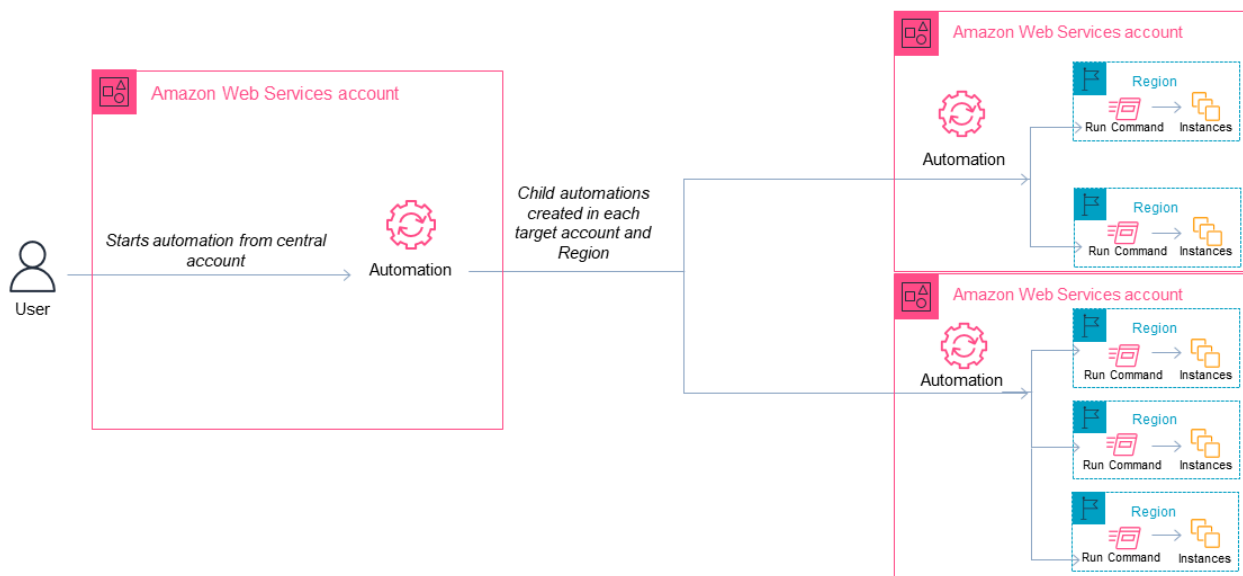 Amazon Web Services account
Starts automation from central
account
User
Automation
Child automations
created in each
target account and
Region
Amazon Web Services account
Automation
Region
Run Command
Instances
Region
Run Command
Instances
Amazon Web Services account
Automation
Region
Run Command
Instances
Region
Run Command
Instances
Region
Run Command
Instances